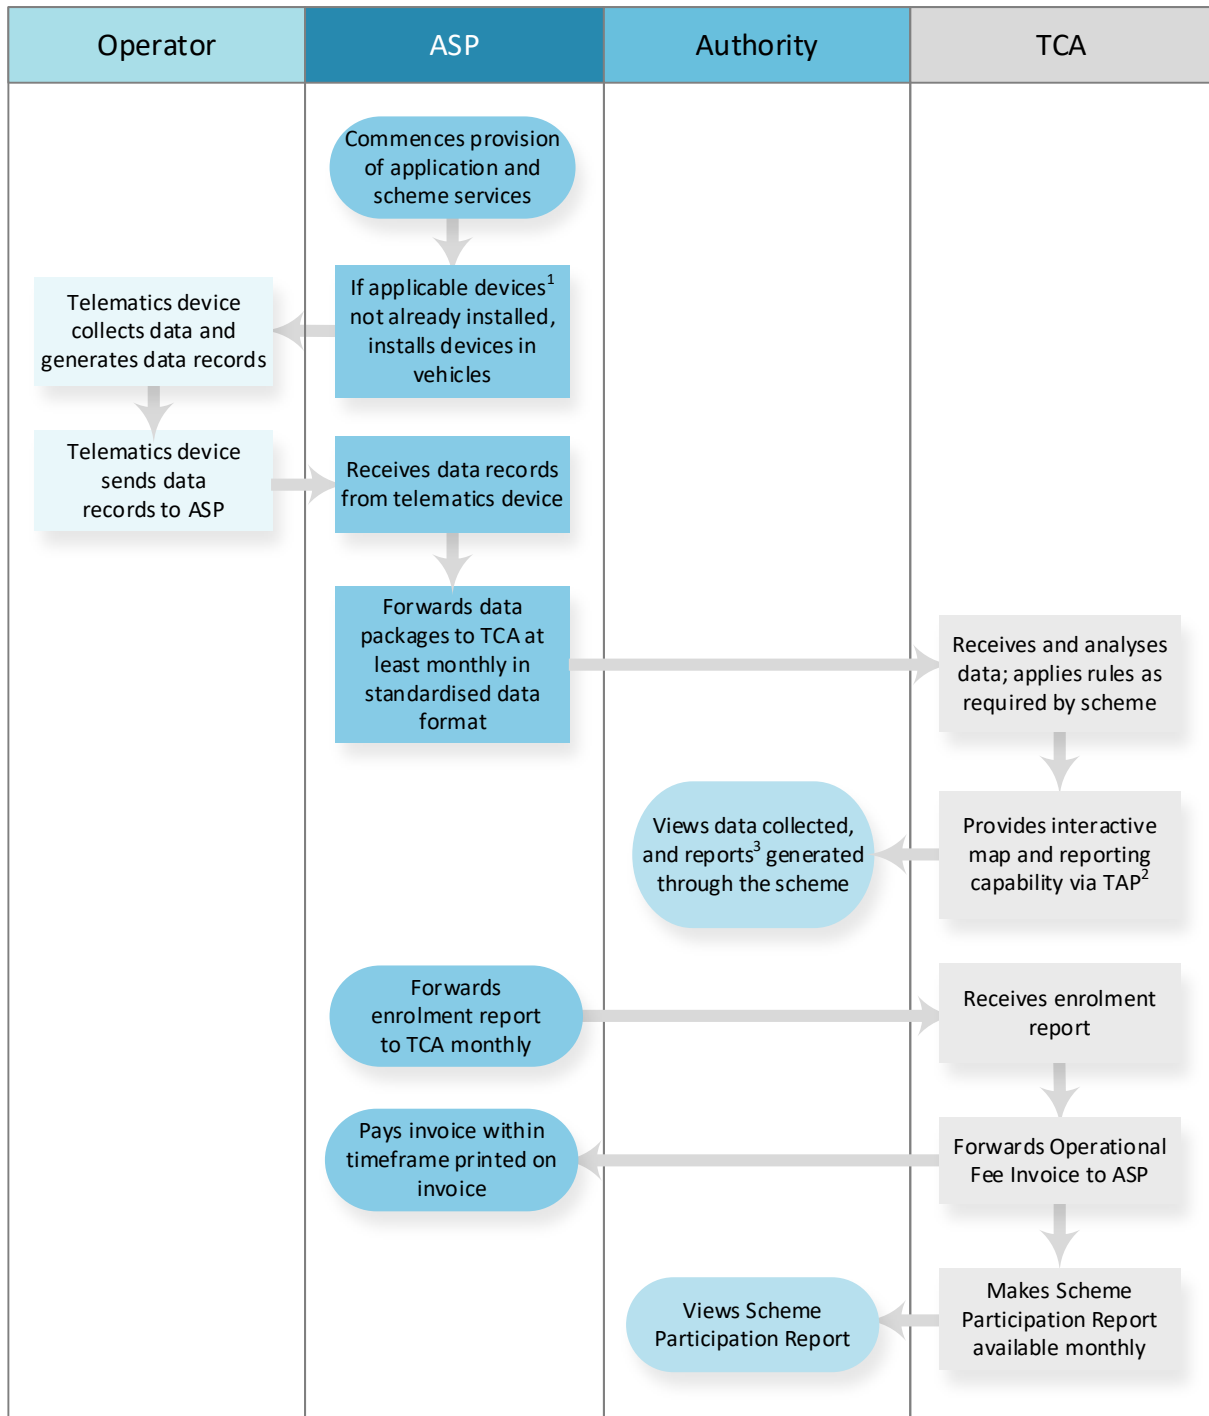 Operator
ASP
Authority
TCA
Commences provision
of application and
scheme services
If applicable devices1
not already installed,
installs devices in
vehicles
Telematics device
collects data and
generates data records
Telematics device
sends data
records to ASP
Receives data records
from telematics device
Forwards data
packages to TCA at
least monthly in
standardised data
format
Receives and analyses
data; applies rules as
required by scheme
Provides interactive
map and reporting
capability via TAP2
Views data collected,
and reports3 generated
through the scheme
Forwards
enrolment report
to TCA monthly
Receives enrolment
report
Forwards Operational
Fee Invoice to ASP
Pays invoice within
timeframe printed on
invoice
Makes Scheme
Participation Report
available monthly
Views Scheme
Participation Report